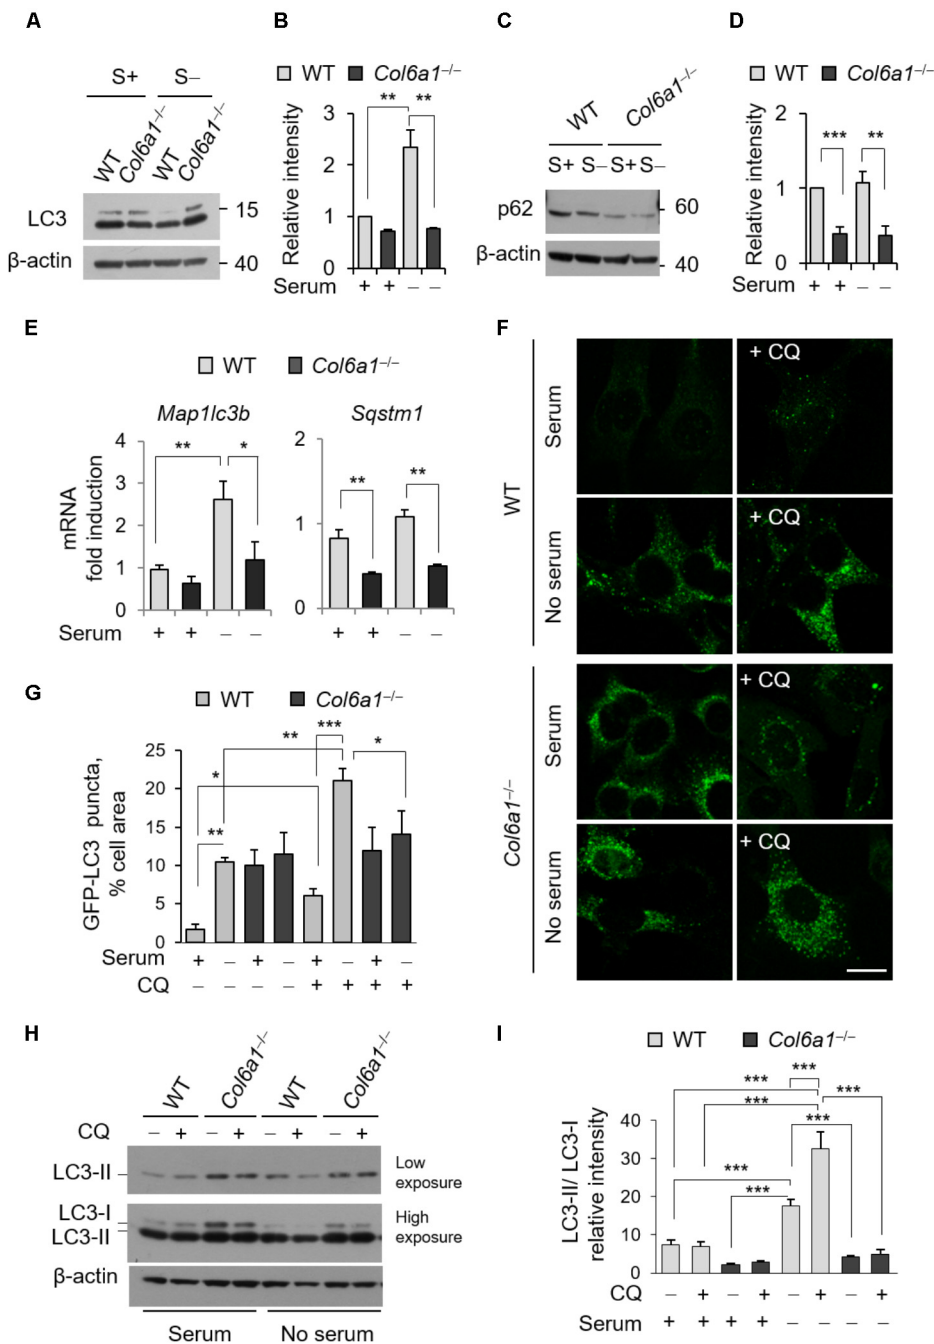 A
S+ S–
WT Col6a1–/– WT Col6a1–/–
LC3
15
β-actin
40
B
WT Col6a1–/–
Relative intensity
3
2
1
0
** **
Serum + + – –
C
WT Col6a1–/–
S+ S– S+ S–
p62
60
β-actin
40
D
WT Col6a1–/–
Relative intensity
2
1
0
*** **
Serum + + – –
E
WT Col6a1–/–
Map1lc3b Sqstm1
mRNA
fold induction
4
3
2
1
0
** *
2
1
0
** **
Serum + + – – + + – –
F
WT
Serum
+ CQ
No serum
+ CQ
Col6a1–/–
Serum
+ CQ
No serum
+ CQ
G
WT Col6a1–/–
GFP-LC3 puncta,
% cell area
25
20
15
10
5
0
** *** *
*
**
Serum + – + – + – + –
CQ – – – – + + + +
H
WT Col6a1–/– WT Col6a1–/–
CQ – + – + – + – +
LC3-II
Low
exposure
LC3-I
LC3-II
High
exposure
β-actin
Serum No serum
I
WT Col6a1–/–
LC3-II/ LC3-I
relative intensity
40
30
20
10
0
***
*** ***
***
***
***
***
CQ – + – + – + – +
Serum + + + + – – – –